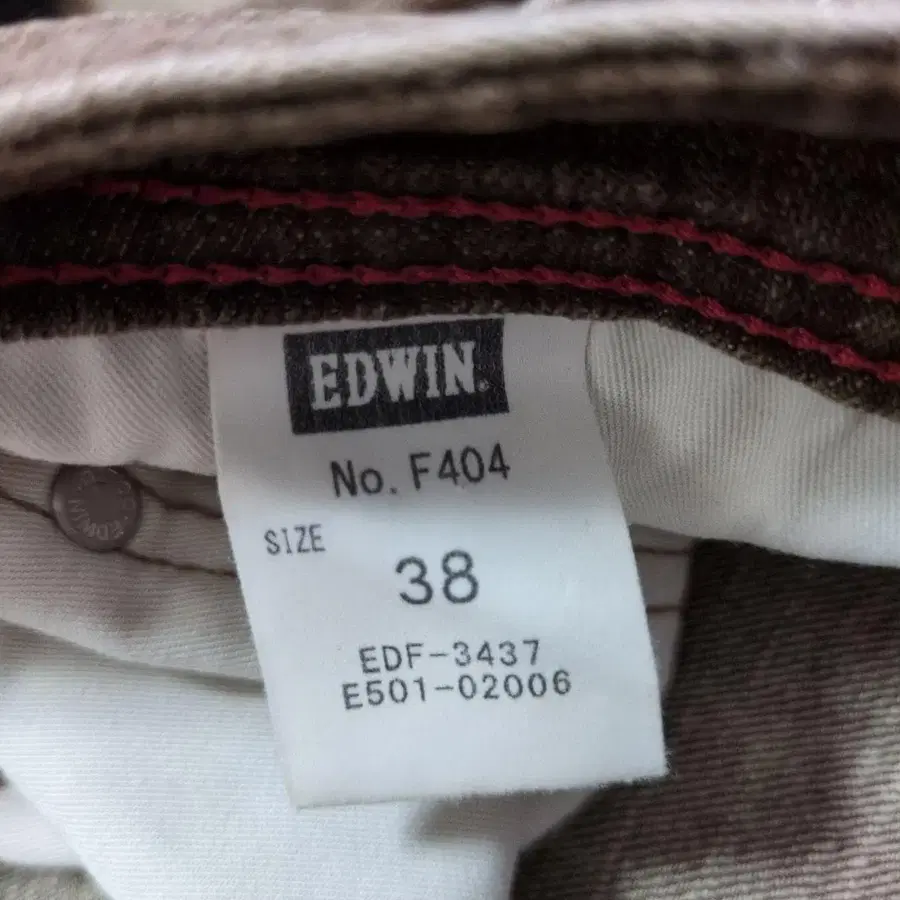 EDWIN.
No. F404
SIZE
38
EDF-3437
E501-02006
EDWIN